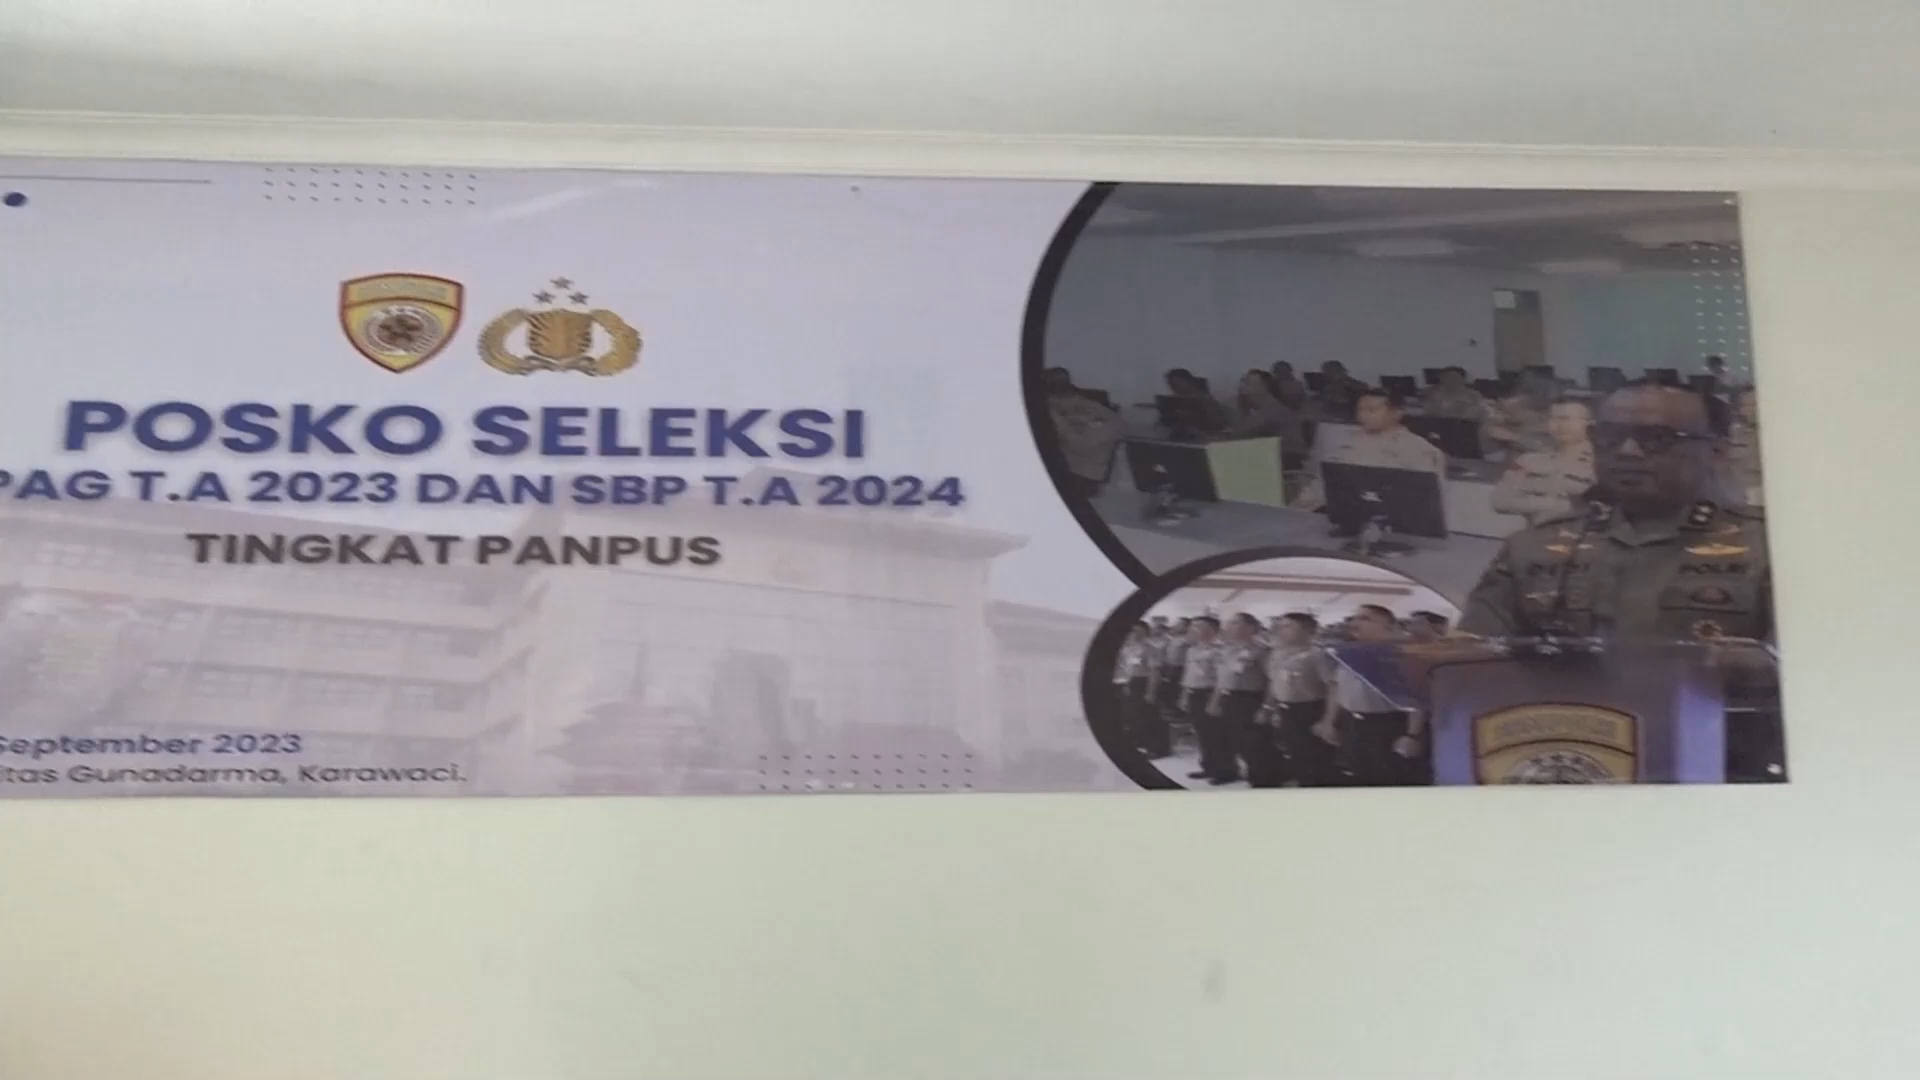 POSKO SELEKSI
PAG T.A 2023 DAN SBP T.A 2024
TINGKAT PANPUS
September 2023
itas Gunadarma, Karawaci.
POLRI